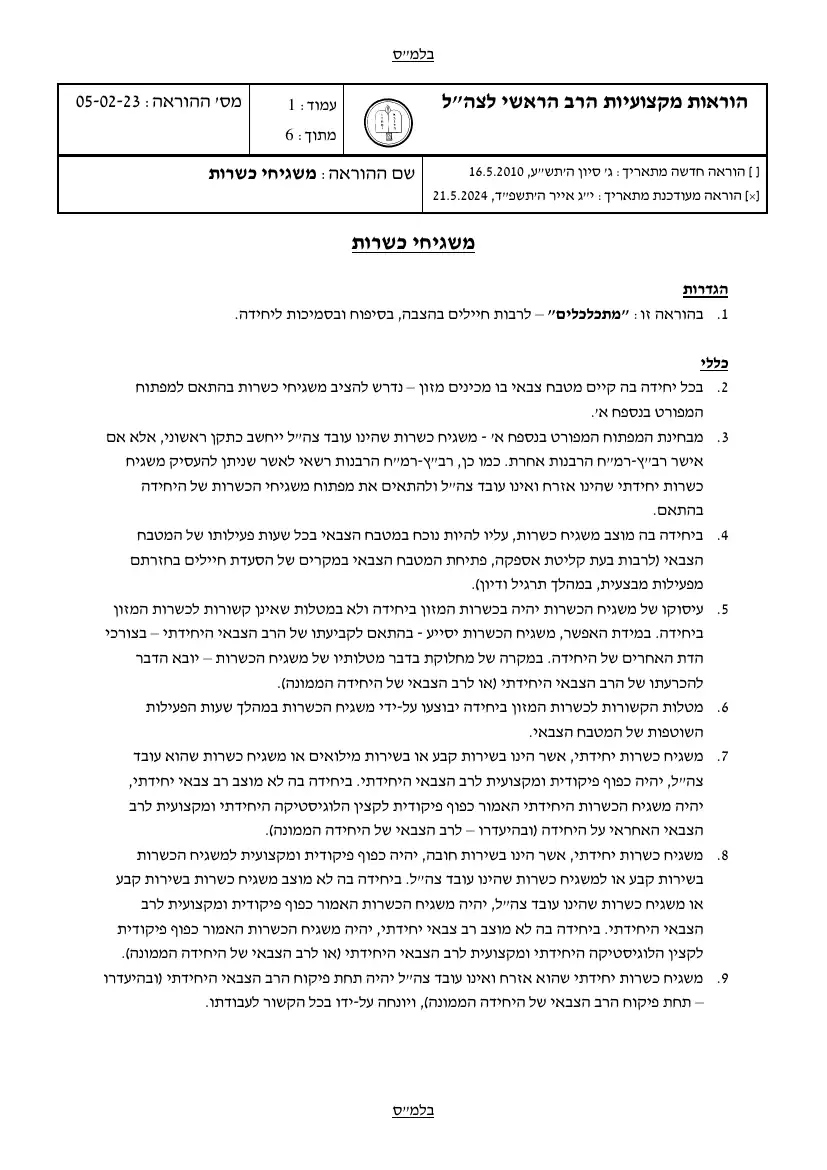 בלמ"ס
הוראות מקצועיות הרב הראשי לצה"ל
עמוד: 1
מתוך: 6
מס' ההוראה: 05-02-23
[ ] הוראה חדשה מתאריך: ג' סיון ה'תש"ע, 16.5.2010
[×] הוראה מעודכנת מתאריך: י"ג אייר ה'תשפ"ד, 21.5.2024
שם ההוראה: משגיחי כשרות
משגיחי כשרות
הגדרות
1. בהוראה זו: "מתכלכלים" – לרבות חיילים בהצבה, בסיפוח ובסמיכות ליחידה.
כללי
2. בכל יחידה בה קיים מטבח צבאי בו מכינים מזון – נדרש להציב משגיחי כשרות בהתאם למפתוח
המפורט בנספח א'.
3. מבחינת המפתוח המפורט בנספח א' - משגיח כשרות שהינו עובד צה"ל ייחשב כתקן ראשוני, אלא אם
אישר רב"ץ-רמ"ח הרבנות אחרת. כמו כן, רב"ץ-רמ"ח הרבנות רשאי לאשר שניתן להעסיק משגיח
כשרות יחידתי שהינו אזרח ואינו עובד צה"ל ולהתאים את מפתוח משגיחי הכשרות של היחידה
בהתאם.
4. ביחידה בה מוצב משגיח כשרות, עליו להיות נוכח במטבח הצבאי בכל שעות פעילותו של המטבח
הצבאי (לרבות בעת קליטת אספקה, פתיחת המטבח הצבאי במקרים של הסעדת חיילים בחזרתם
מפעילות מבצעית, במהלך תרגיל ודיון).
5. עיסוקו של משגיח הכשרות יהיה בכשרות המזון ביחידה ולא במטלות שאינן קשורות לכשרות המזון
ביחידה. במידת האפשר, משגיח הכשרות יסייע - בהתאם לקביעתו של הרב הצבאי היחידתי – בצורכי
הדת האחרים של היחידה. במקרה של מחלוקת בדבר מטלותיו של משגיח הכשרות – יובא הדבר
להכרעתו של הרב הצבאי היחידתי (או לרב הצבאי של היחידה הממונה).
6. מטלות הקשורות לכשרות המזון ביחידה יבוצעו על-ידי משגיח הכשרות במהלך שעות הפעילות
השוטפות של המטבח הצבאי.
7. משגיח כשרות יחידתי, אשר הינו בשירות קבע או בשירות מילואים או משגיח כשרות שהוא עובד
צה"ל, יהיה כפוף פיקודית ומקצועית לרב הצבאי היחידתי. ביחידה בה לא מוצב רב צבאי יחידתי,
יהיה משגיח הכשרות היחידתי האמור כפוף פיקודית לקצין הלוגיסטיקה היחידתי ומקצועית לרב
הצבאי האחראי על היחידה (ובהיעדרו – לרב הצבאי של היחידה הממונה).
8. משגיח כשרות יחידתי, אשר הינו בשירות חובה, יהיה כפוף פיקודית ומקצועית למשגיח הכשרות
בשירות קבע או למשגיח כשרות שהינו עובד צה"ל. ביחידה בה לא מוצב משגיח כשרות בשירות קבע
או משגיח כשרות שהינו עובד צה"ל, יהיה משגיח הכשרות האמור כפוף פיקודית ומקצועית לרב
הצבאי היחידתי. ביחידה בה לא מוצב רב צבאי יחידתי, יהיה משגיח הכשרות האמור כפוף פיקודית
לקצין הלוגיסטיקה היחידתי ומקצועית לרב הצבאי היחידתי (או לרב הצבאי של היחידה הממונה).
9. משגיח כשרות יחידתי שהוא אזרח ואינו עובד צה"ל יהיה תחת פיקוח הרב הצבאי היחידתי (ובהיעדרו
– תחת פיקוח הרב הצבאי של היחידה הממונה), ויונחה על-ידו בכל הקשור לעבודתו.
בלמ"ס